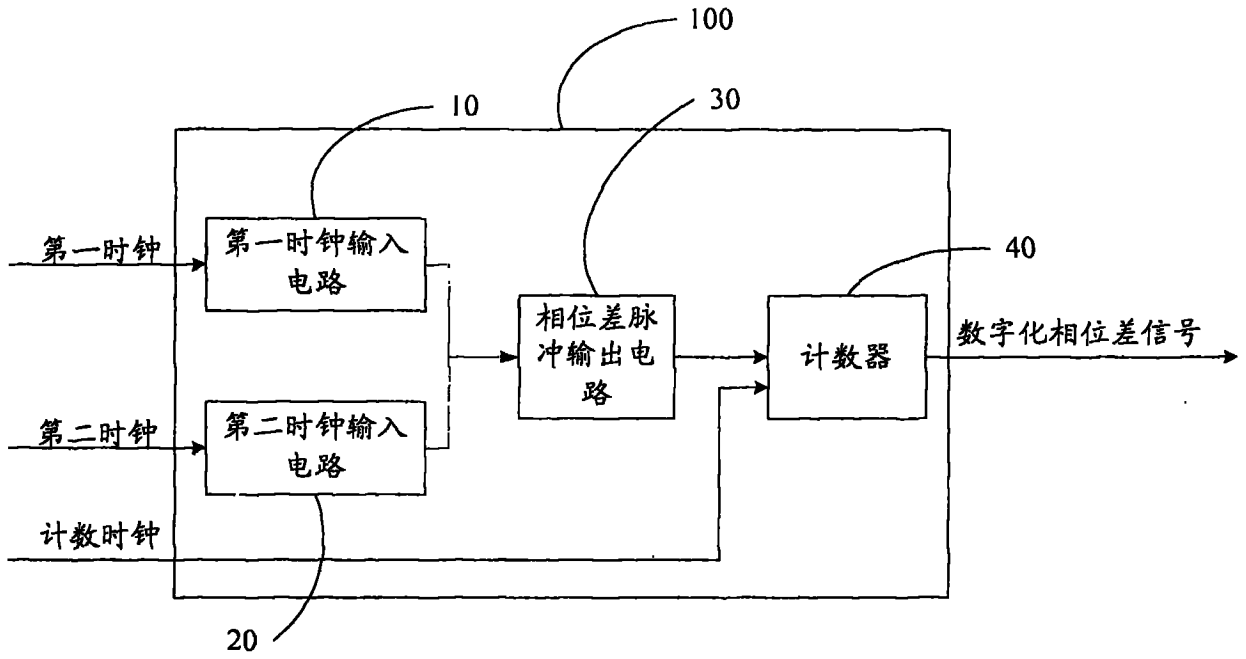 100
10
30
第一时钟
第一时钟输入
电路
40
相位差脉
冲输出电
路
计数器
数字化相位差信号
第二时钟
第二时钟输入
电路
计数时钟
20